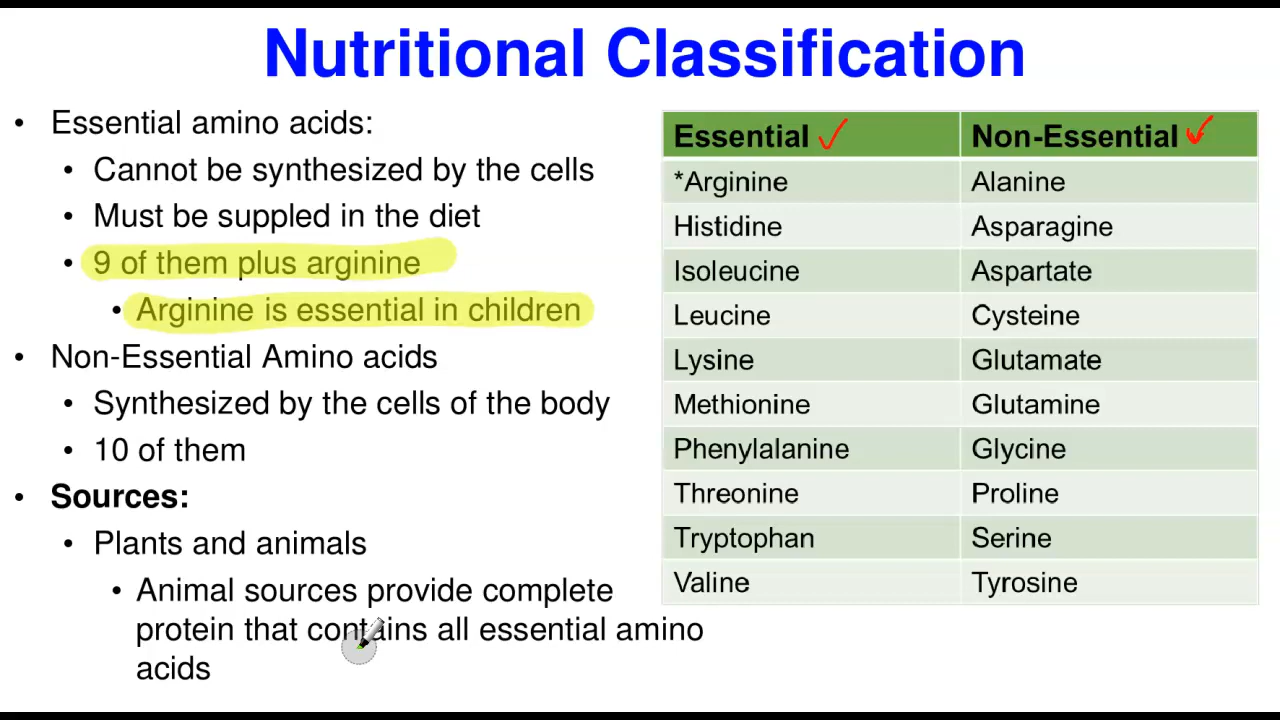 Nutritional Classification
• Essential amino acids:
• Cannot be synthesized by the cells
• Must be suppled in the diet
• 9 of them plus arginine
• Arginine is essential in children
• Non-Essential Amino acids
• Synthesized by the cells of the body
• 10 of them
• Sources:
• Plants and animals
• Animal sources provide complete
protein that contains all essential amino
acids
Essential Non-Essential
*Arginine Alanine
Histidine Asparagine
Isoleucine Aspartate
Leucine Cysteine
Lysine Glutamate
Methionine Glutamine
Phenylalanine Glycine
Threonine Proline
Tryptophan Serine
Valine Tyrosine